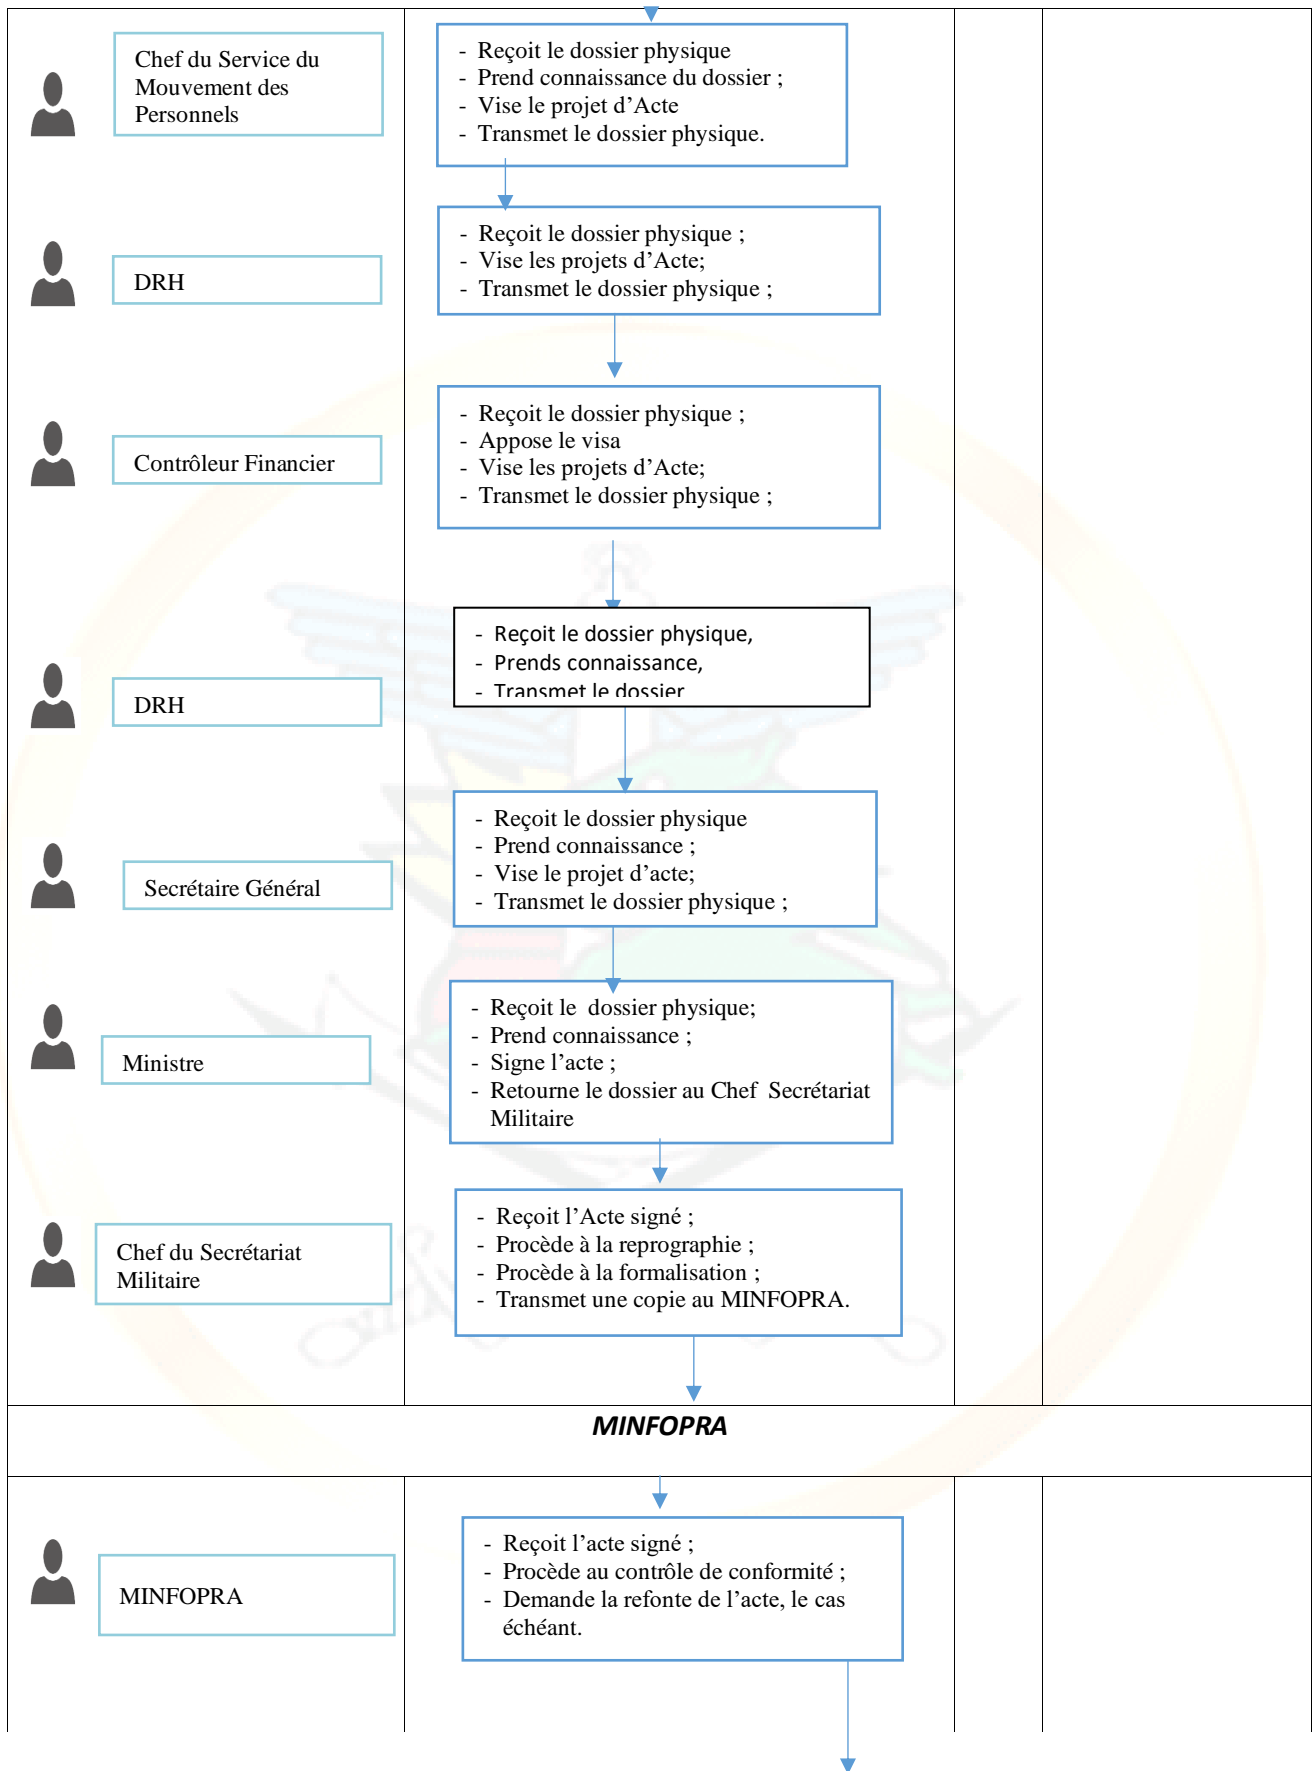 Chef du Service du
Mouvement des
Personnels
- Reçoit le dossier physique
- Prend connaissance du dossier ;
- Vise le projet d’Acte
- Transmet le dossier physique.
DRH
- Reçoit le dossier physique ;
- Vise les projets d’Acte;
- Transmet le dossier physique ;
Contrôleur Financier
- Reçoit le dossier physique ;
- Appose le visa
- Vise les projets d’Acte;
- Transmet le dossier physique ;
DRH
- Reçoit le dossier physique,
- Prends connaissance,
- Transmet le dossier
Secrétaire Général
- Reçoit le dossier physique
- Prend connaissance ;
- Vise le projet d’acte;
- Transmet le dossier physique ;
Ministre
- Reçoit le  dossier physique;
- Prend connaissance ;
- Signe l’acte ;
- Retourne le dossier au Chef  Secrétariat
Militaire
Chef du Secrétariat
Militaire
- Reçoit l’Acte signé ;
- Procède à la reprographie ;
- Procède à la formalisation ;
- Transmet une copie au MINFOPRA.
MINFOPRA
MINFOPRA
- Reçoit l’acte signé ;
- Procède au contrôle de conformité ;
- Demande la refonte de l’acte, le cas
échéant.